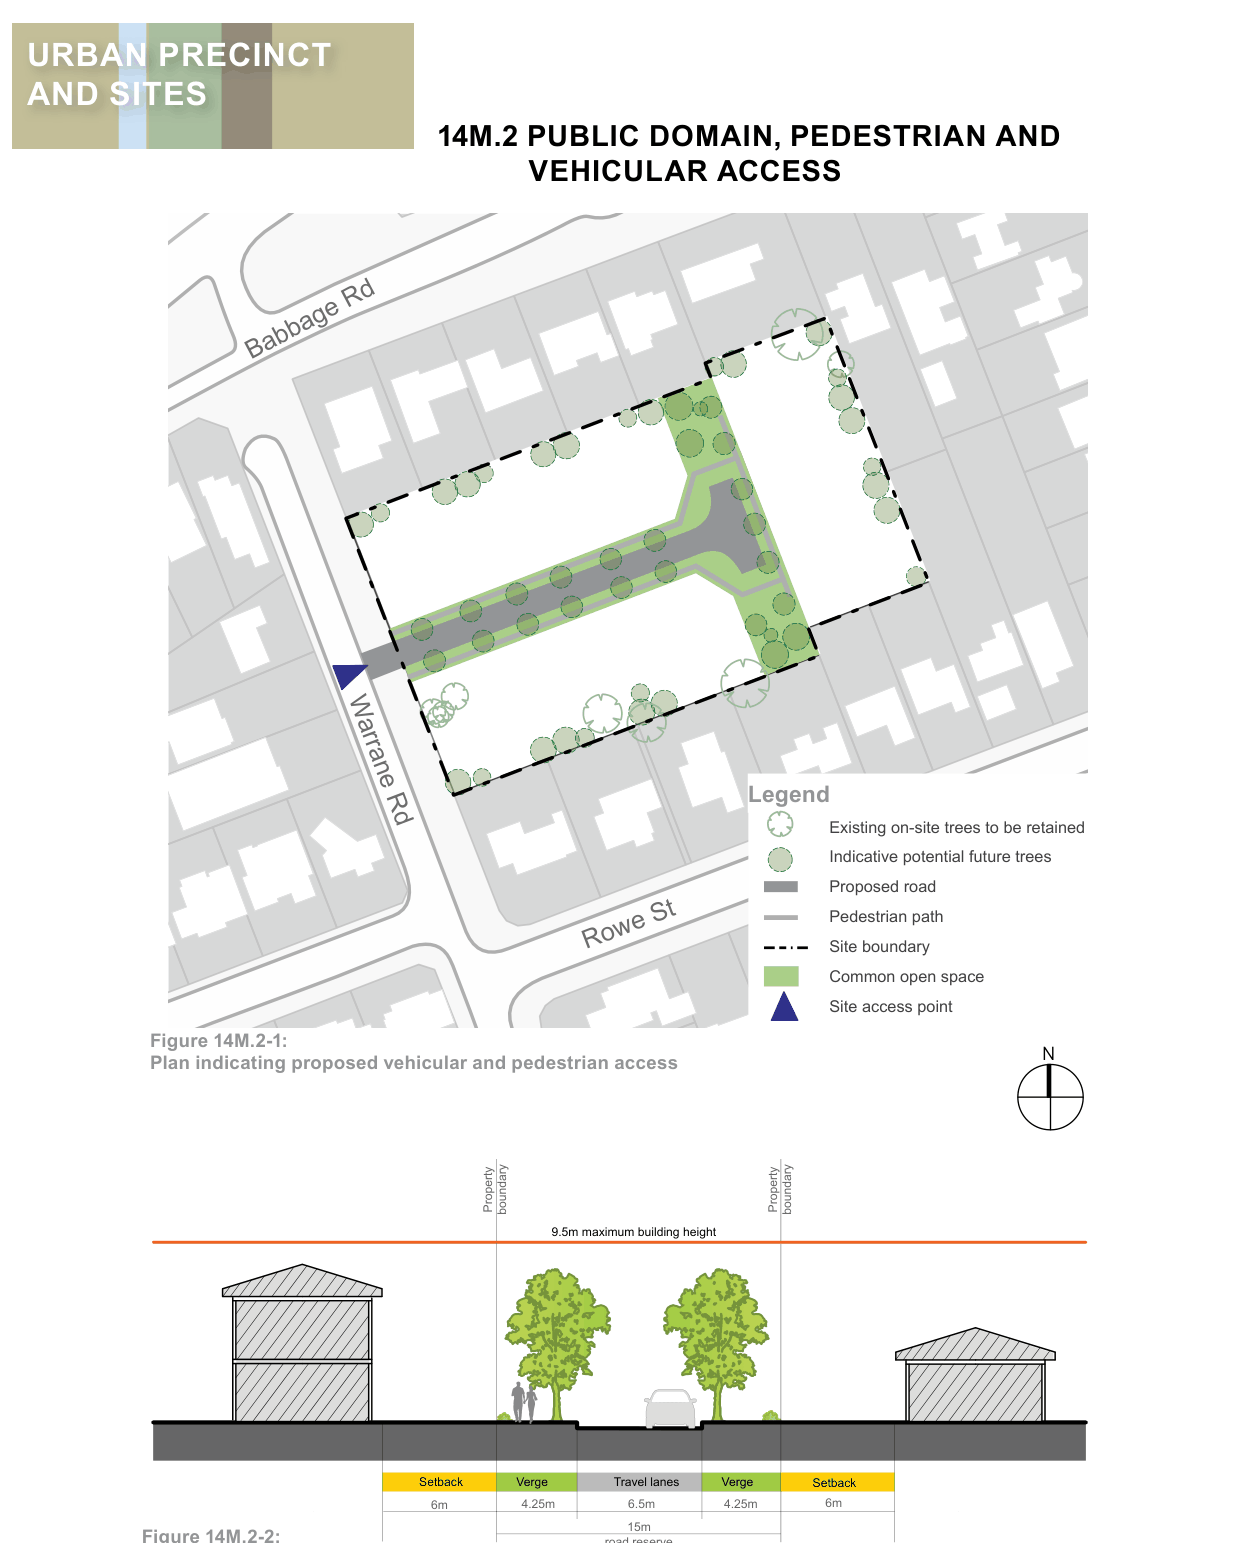 URBAN PRECINCT
AND SITES
14M.2 PUBLIC DOMAIN, PEDESTRIAN AND
VEHICULAR ACCESS
Babbage Rd
Warrane Rd
Rowe St
Legend
Existing on-site trees to be retained
Indicative potential future trees
Proposed road
Pedestrian path
Site boundary
Common open space
Site access point
Figure 14M.2-1:
Plan indicating proposed vehicular and pedestrian access
N
Property
boundary
Property
boundary
9.5m maximum building height
Setback
Verge
Travel lanes
Verge
Setback
6m
4.25m
6.5m
4.25m
6m
15m
road reserve
Figure 14M.2-2: